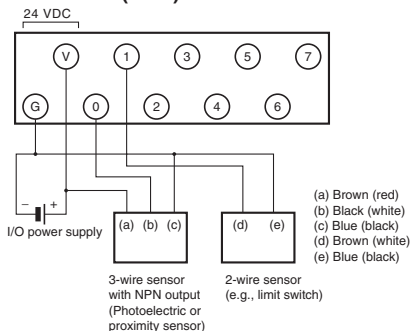 24 VDC
V 1 3 5 7
G 0 2 4 6
− +
I/O power supply
(a) (b) (c) (d) (e)
(a) Brown (red)
(b) Black (white)
(c) Blue (black)
(d) Brown (white)
(e) Blue (black)
3-wire sensor
with NPN output
(Photoelectric or
proximity sensor)
2-wire sensor
(e.g., limit switch)